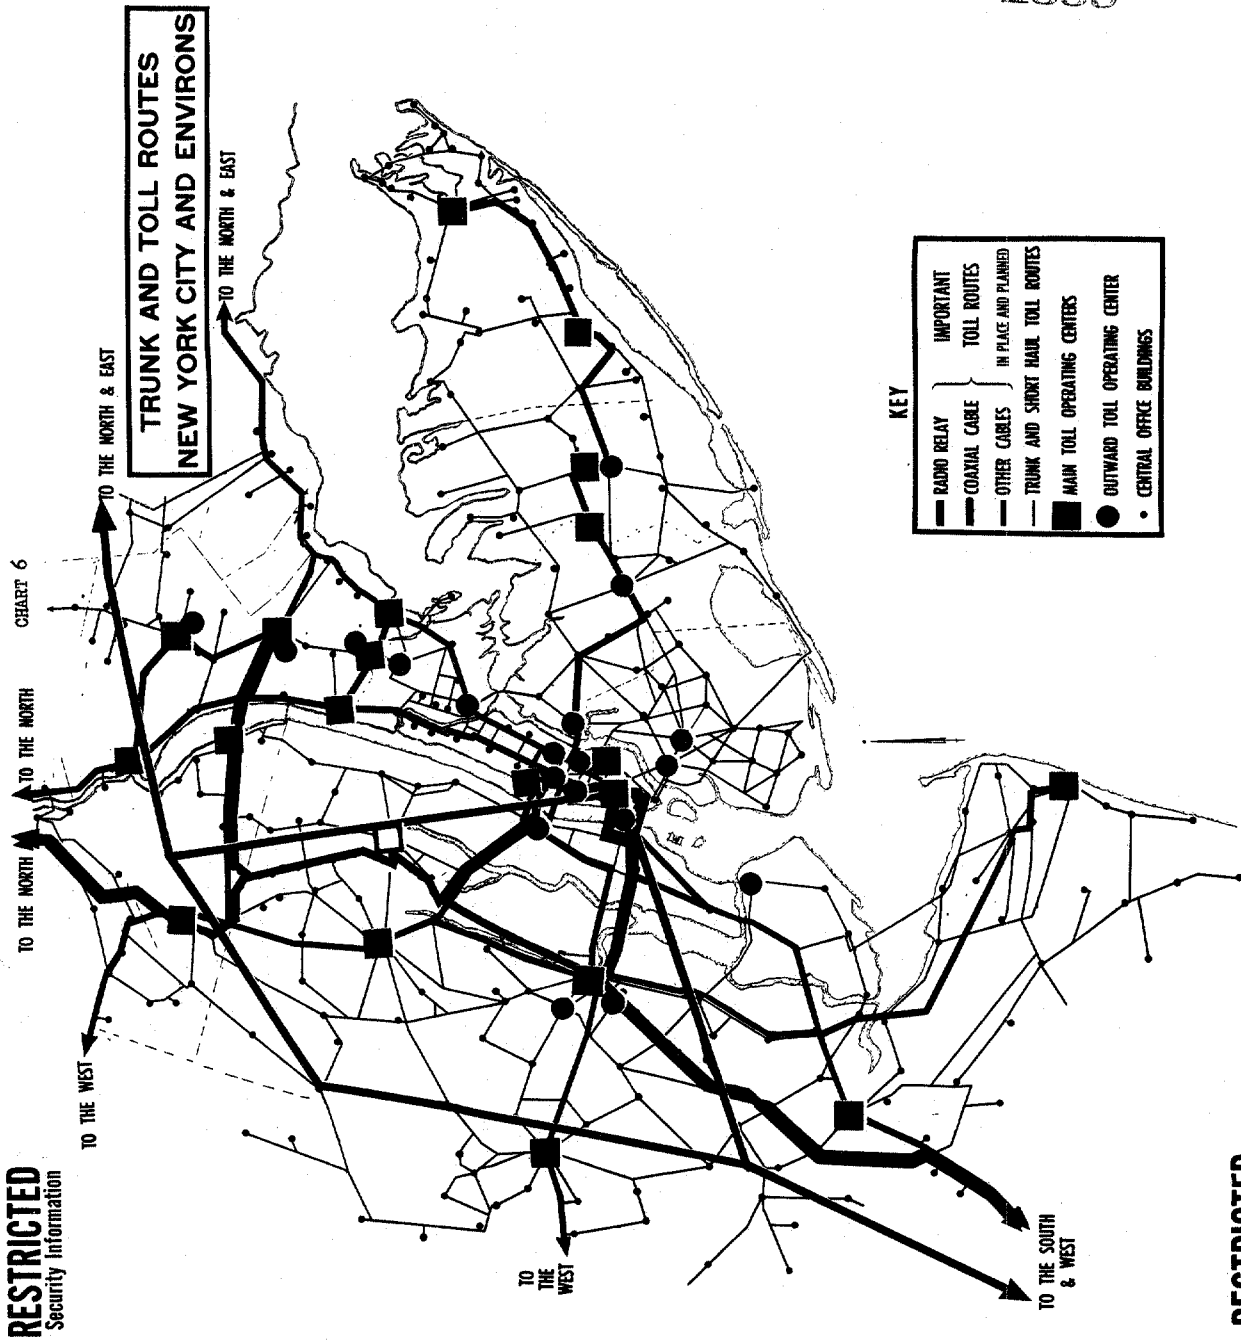 RESTRICTED
Security Information
CHART 6
TRUNK AND TOLL ROUTES
NEW YORK CITY AND ENVIRONS
TO THE WEST
TO THE NORTH
TO THE NORTH
TO THE NORTH & EAST
TO THE NORTH & EAST
TO
THE
WEST
TO THE SOUTH
& WEST
KEY
RADIO RELAY
COAXIAL CABLE
OTHER CABLES
IMPORTANT
TOLL ROUTES
IN PLACE AND PLANNED
TRUNK AND SHORT HAUL TOLL ROUTES
MAIN TOLL OPERATING CENTERS
OUTWARD TOLL OPERATING CENTER
CENTRAL OFFICE BUILDINGS
RESTRICTED